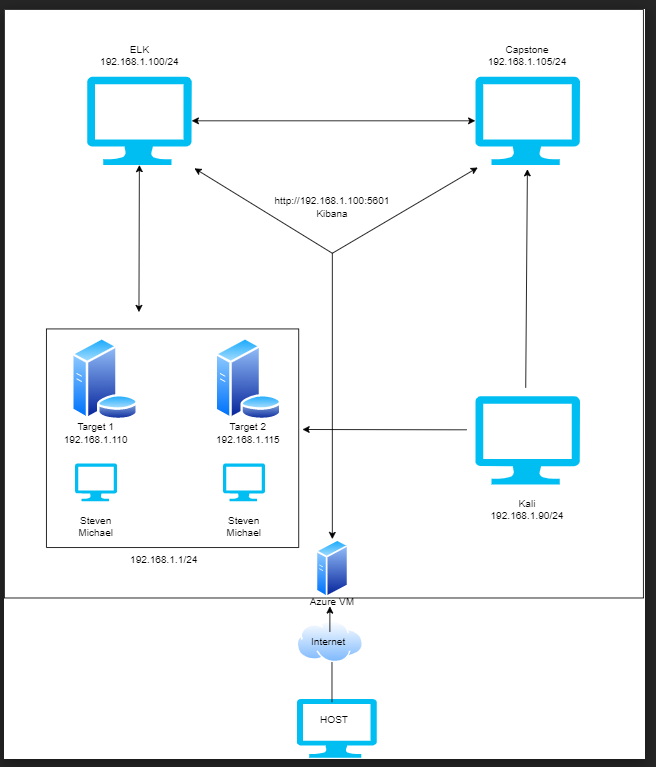 ELK
192.168.1.100/24
Capstone
192.168.1.105/24
http://192.168.1.100:5601
Kibana
Target 1
192.168.1.110
Target 2
192.168.1.115
Steven
Michael
Steven
Michael
192.168.1.1/24
Kali
192.168.1.90/24
Azure VM
Internet
HOST